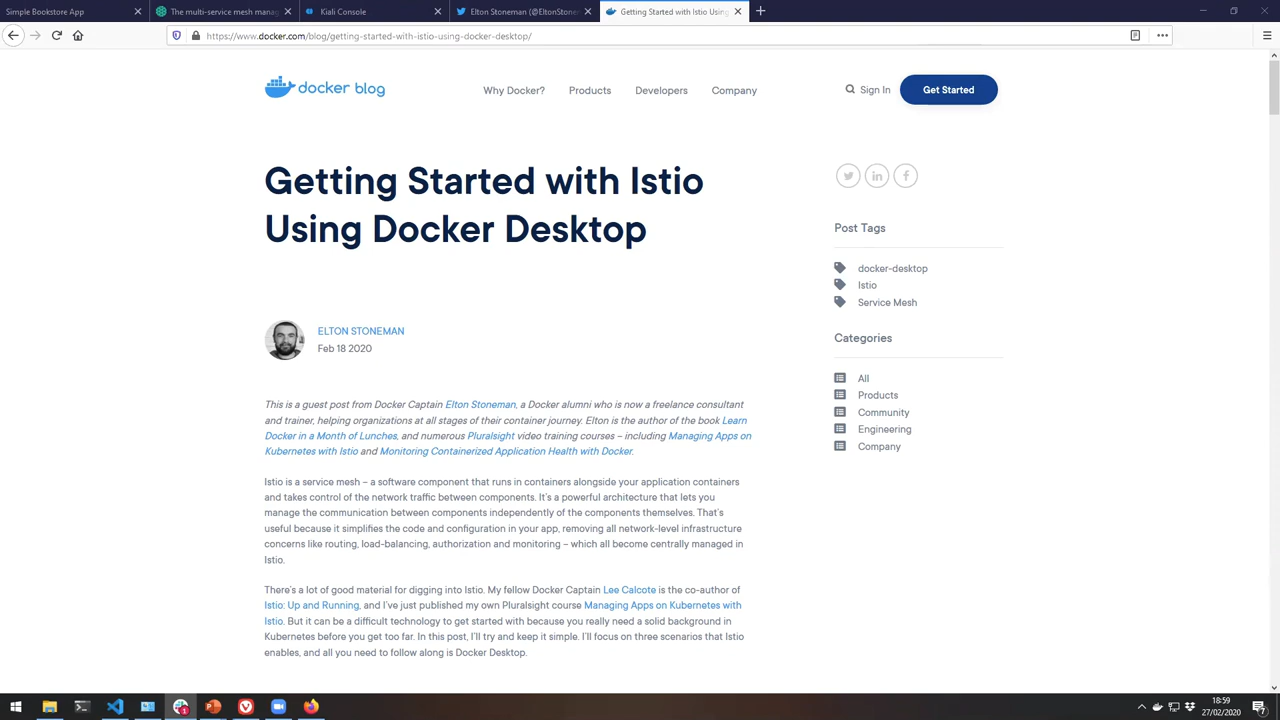 Simple Bookstore App
The multi-service mesh manag
Kiali Console
Elton Stoneman (@EltonStonen
Getting Started with Istio Using
https://www.docker.com/blog/getting-started-with-istio-using-docker-desktop/
docker blog
Why Docker?
Products
Developers
Company
Sign In
Get Started
Getting Started with Istio
Using Docker Desktop
ELTON STONEMAN
Feb 18 2020
This is a guest post from Docker Captain Elton Stoneman, a Docker alumni who is now a freelance consultant
and trainer, helping organizations at all stages of their container journey. Elton is the author of the book Learn
Docker in a Month of Lunches, and numerous Pluralsight video training courses – including Managing Apps on
Kubernetes with Istio and Monitoring Containerized Application Health with Docker.
Istio is a service mesh – a software component that runs in containers alongside your application containers
and takes control of the network traffic between components. It's a powerful architecture that lets you
manage the communication between components independently of the components themselves. That's
useful because it simplifies the code and configuration in your app, removing all network-level infrastructure
concerns like routing, load-balancing, authorization and monitoring – which all become centrally managed in
Istio.
There's a lot of good material for digging into Istio. My fellow Docker Captain Lee Calcote is the co-author of
Istio: Up and Running, and I've just published my own Pluralsight course Managing Apps on Kubernetes with
Istio. But it can be a difficult technology to get started with because you really need a solid background in
Kubernetes before you get too far. In this post, I'll try and keep it simple. I'll focus on three scenarios that Istio
enables, and all you need to follow along is Docker Desktop.
Post Tags
docker-desktop
Istio
Service Mesh
Categories
All
Products
Community
Engineering
Company
18:59
27/02/2020